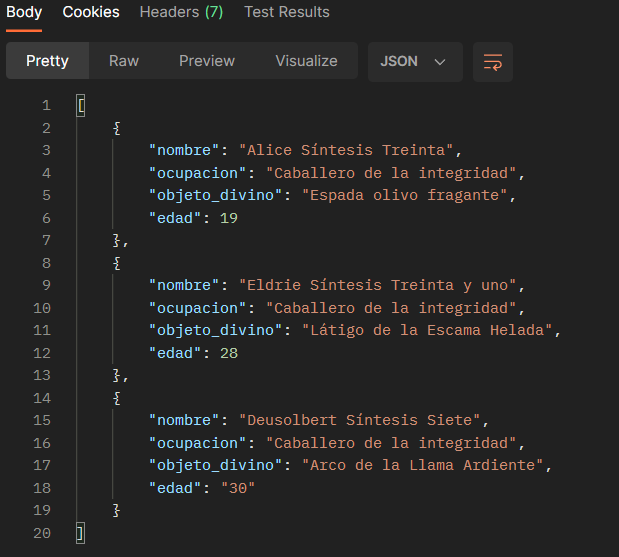 Body Cookies Headers (7) Test Results
Pretty Raw Preview Visualize JSON
1 [
2 {
3 "nombre": "Alice Síntesis Treinta",
4 "ocupacion": "Caballero de la integridad",
5 "objeto_divino": "Espada olivo fragante",
6 "edad": 19
7 },
8 {
9 "nombre": "Eldrie Síntesis Treinta y uno",
10 "ocupacion": "Caballero de la integridad",
11 "objeto_divino": "Látigo de la Escama Helada",
12 "edad": 28
13 },
14 {
15 "nombre": "Deusolbert Síntesis Siete",
16 "ocupacion": "Caballero de la integridad",
17 "objeto_divino": "Arco de la Llama Ardiente",
18 "edad": "30"
19 }
20 ]